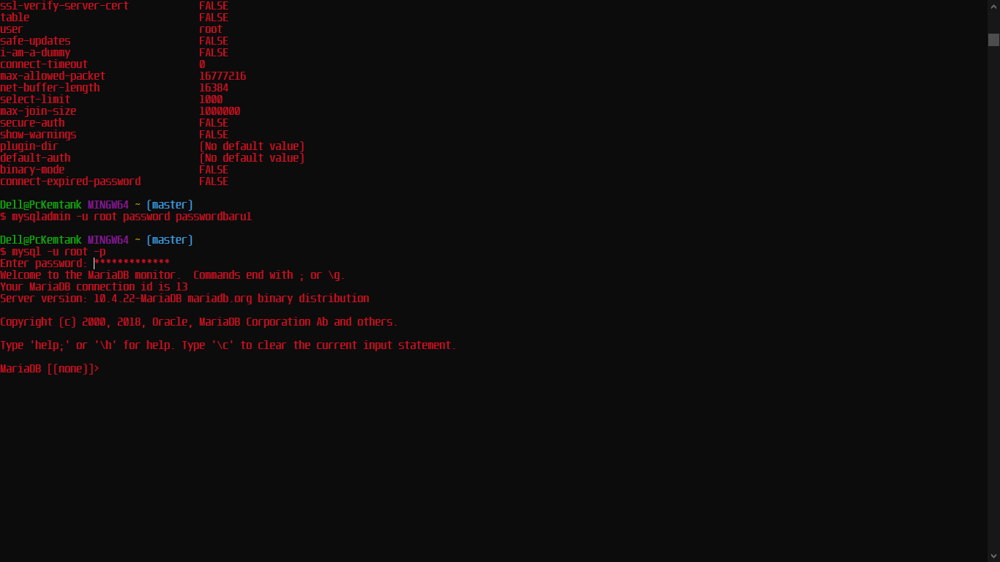 ssl-verify-server-cert            FALSE
table                             FALSE
user                              root
safe-updates                      FALSE
i-am-a-dummy                      FALSE
connect-timeout                   0
max-allowed-packet                16777216
net-buffer-length                 16384
select-limit                      1000
max-join-size                     1000000
secure-auth                       FALSE
show-warnings                     FALSE
plugin-dir                        (No default value)
default-auth                      (No default value)
binary-mode                       FALSE
connect-expired-password          FALSE

Dell@PcKemtank MINGW64 ~ (master)
$ mysqladmin -u root password passwordbaru1

Dell@PcKemtank MINGW64 ~ (master)
$ mysql -u root -p
Enter password: *************
Welcome to the MariaDB monitor.  Commands end with ; or \g.
Your MariaDB connection id is 13
Server version: 10.4.22-MariaDB mariadb.org binary distribution

Copyright (c) 2000, 2018, Oracle, MariaDB Corporation Ab and others.

Type 'help;' or '\h' for help. Type '\c' to clear the current input statement.

MariaDB [(none)]>